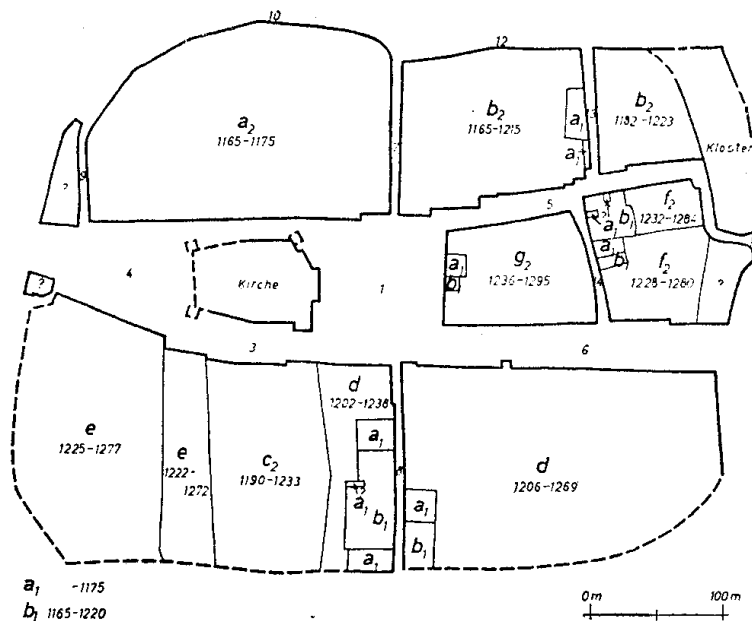 10
12
a2
1165-1175
b2
1165-1215
a1
a1
b2
1182-1223
Kloster
?
9
5
a1
b1
f2
1232-1284
a1
b1
f2
1228-1280
?
4
Kirche
1
a1
b1
g2
1236-1295
?
3
6
d
1202-1238
e
1225-1277
e
1222-
1272
c2
1190-1233
a1
a1
b1
a1
d
1206-1269
a1
b1
a1 -1175
b1 1165-1220
0m 100m